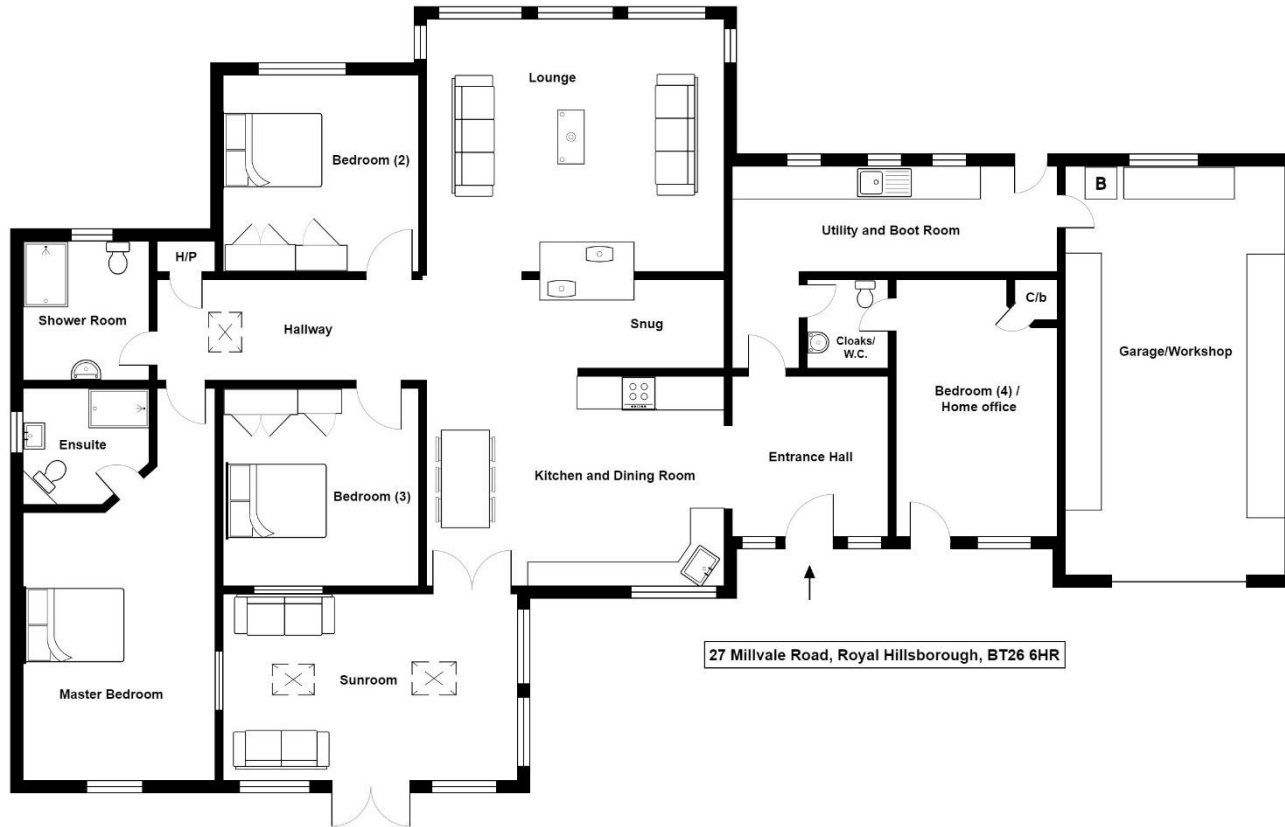 Lounge
Bedroom (2)
B
Utility and Boot Room
H/P
C/b
Shower Room
Hallway
Snug
Cloaks/
W.C.
Garage/Workshop
Bedroom (4) /
Home office
Ensuite
Entrance Hall
Kitchen and Dining Room
Bedroom (3)
27 Millvale Road, Royal Hillsborough, BT26 6HR
Sunroom
Master Bedroom